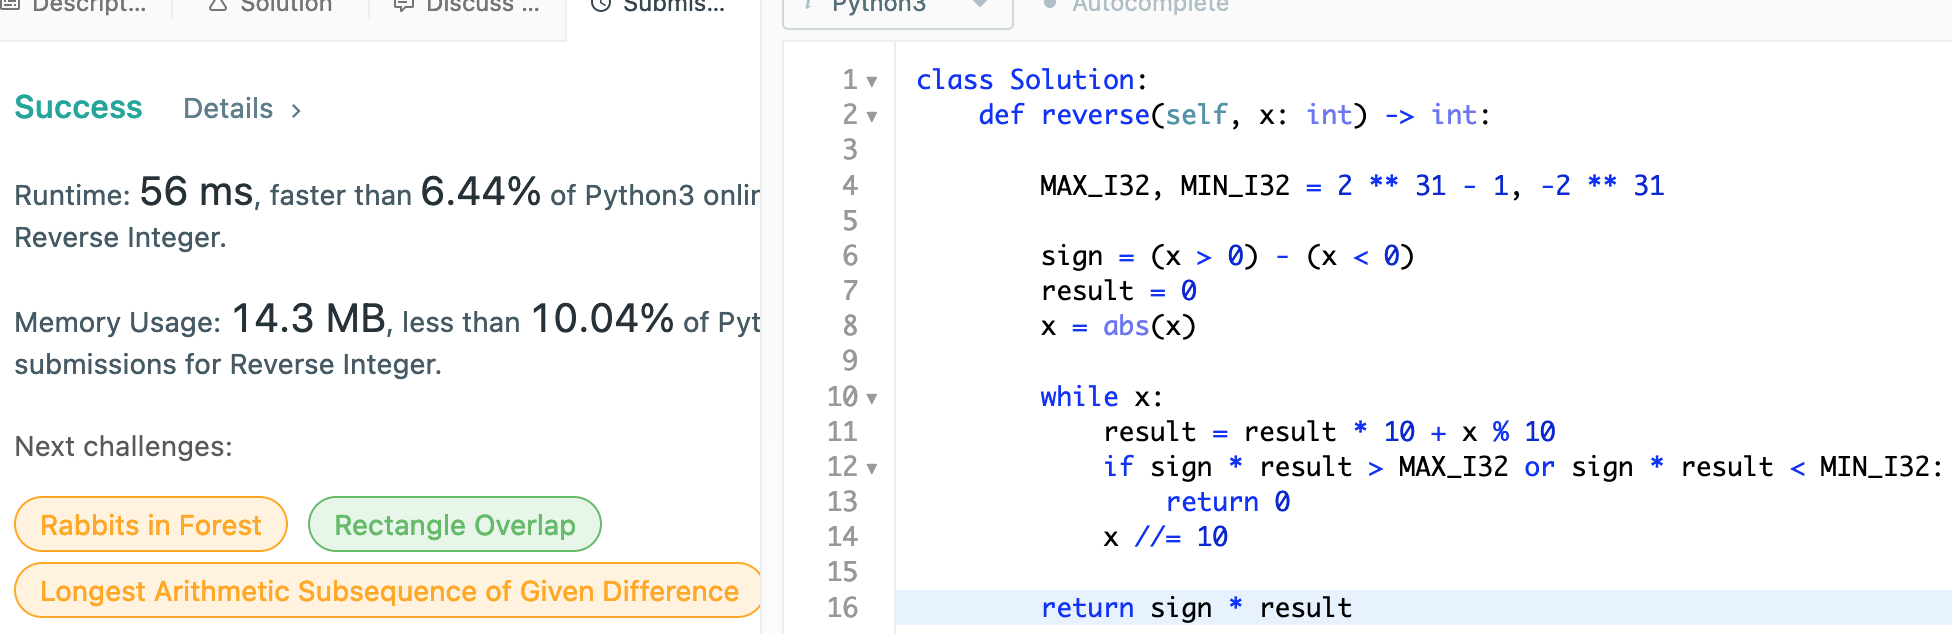 Descript...
Solution
Discuss ...
Submis...
Success Details >
Runtime: 56 ms, faster than 6.44% of Python3 onlin
Reverse Integer.
Memory Usage: 14.3 MB, less than 10.04% of Pyt
submissions for Reverse Integer.
Next challenges:
Rabbits in Forest
Rectangle Overlap
Longest Arithmetic Subsequence of Given Difference
i Python3
Autocomplete
1 class Solution:
2     def reverse(self, x: int) -> int:
3
4         MAX_I32, MIN_I32 = 2 ** 31 - 1, -2 ** 31
5
6         sign = (x > 0) - (x < 0)
7         result = 0
8         x = abs(x)
9
10         while x:
11             result = result * 10 + x % 10
12             if sign * result > MAX_I32 or sign * result < MIN_I32:
13                 return 0
14             x //= 10
15
16         return sign * result